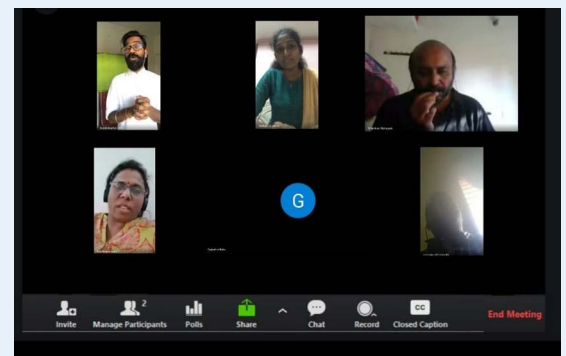 G
2
Invite
Manage Participants
Polls
Share
Chat
Record
CC
Closed Caption
End Meeting